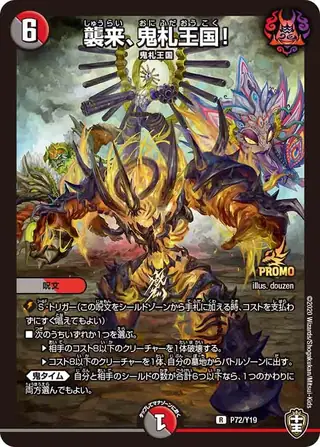 6
しゅうらい おにふだおうこく
襲来、鬼札王国!
鬼札王国
PROMO
illus. douzen
呪文
S・トリガー(この呪文をシールドゾーンから手札に加える時、コストを支払わ
ずにすぐ唱えてもよい)
■次のうちいずれか1つを選ぶ。
▶相手のコスト8以下のクリーチャーを1体破壊する。
▶コスト8以下のクリーチャーを1体、自分の墓地からバトルゾーンに出す。
鬼タイム 自分と相手のシールドの数が合計6つ以下なら、1つのかわりに
両方選んでもよい。
©2020 Wizards/Shogakukan/Mitsui-Kids
1
R P72/Y19